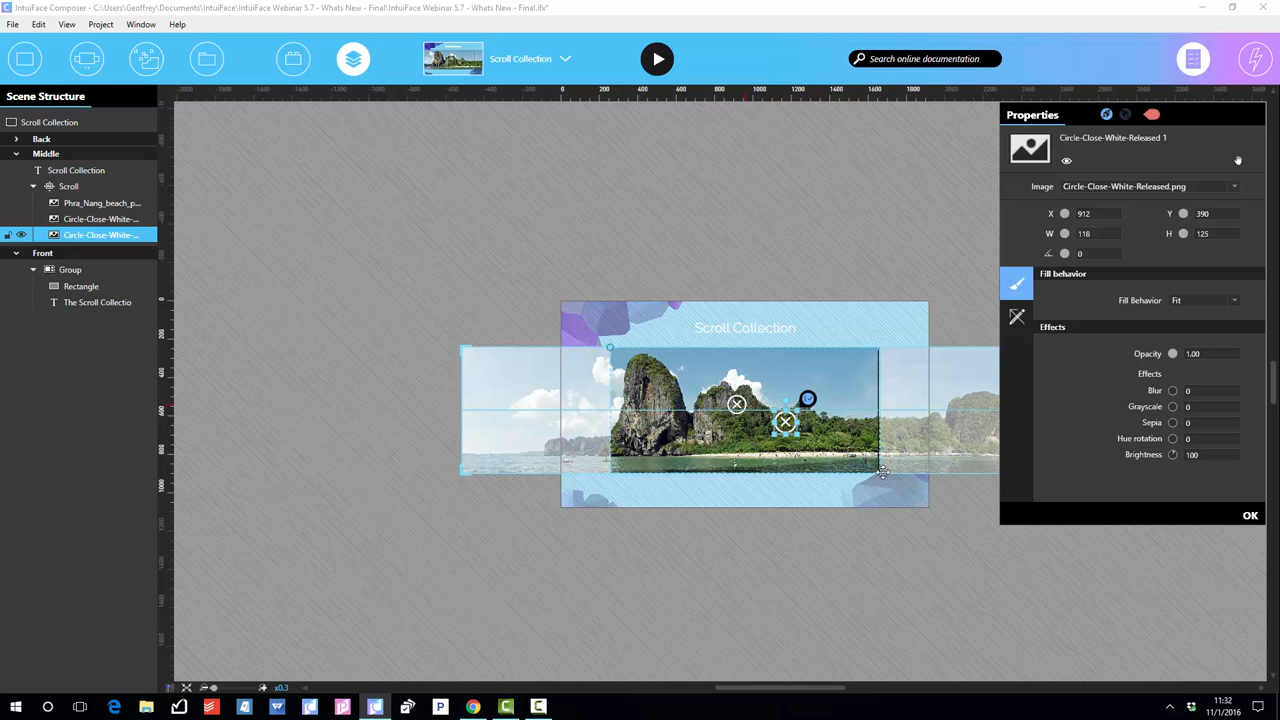 IntuiFace Composer - C:\Users\Geoffrey\Documents\IntuiFace Webinar 5.7 - Whats New - Final\IntuiFace Webinar 5.7 - Whats New - Final.ifx*
File Edit View Project Window Help
Scroll Collection
Search online documentation
Scene Structure
Scroll Collection
Back
Middle
Scroll Collection
Scroll
Phra_Nang_beach_p...
Circle-Close-White-...
Circle-Close-White-...
Front
Group
Rectangle
The Scroll Collectio
Scroll Collection
Properties
Circle-Close-White-Released 1
Image Circle-Close-White-Released.png
X 912 Y 390
W 118 H 125
0
Fill behavior
Fill Behavior Fit
Effects
Opacity 1.00
Effects
Blur 0
Grayscale 0
Sepia 0
Hue rotation 0
Brightness 100
OK
x0.3
11:32
11/1/2016